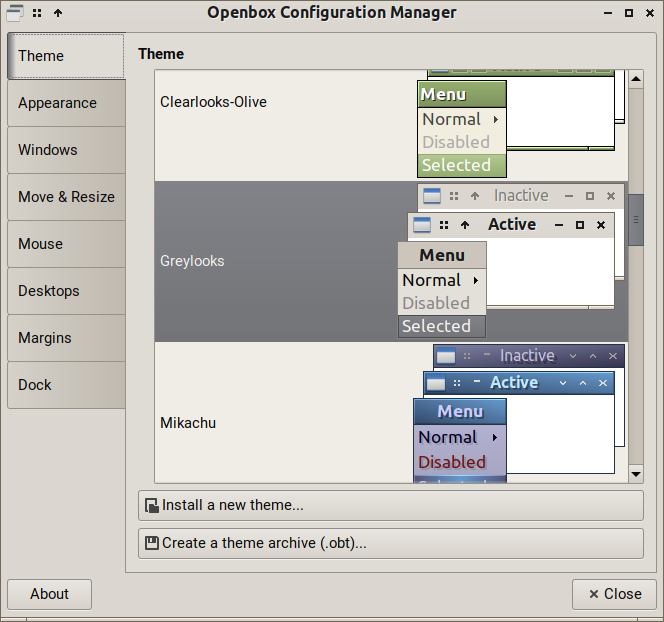 Openbox Configuration Manager
Theme
Appearance
Windows
Move & Resize
Mouse
Desktops
Margins
Dock
Theme
Clearlooks-Olive
Menu
Normal
Disabled
Selected
Greylooks
Inactive
Active
Menu
Normal
Disabled
Selected
Mikachu
Inactive
Active
Menu
Normal
Disabled
Install a new theme...
Create a theme archive (.obt)...
About
Close